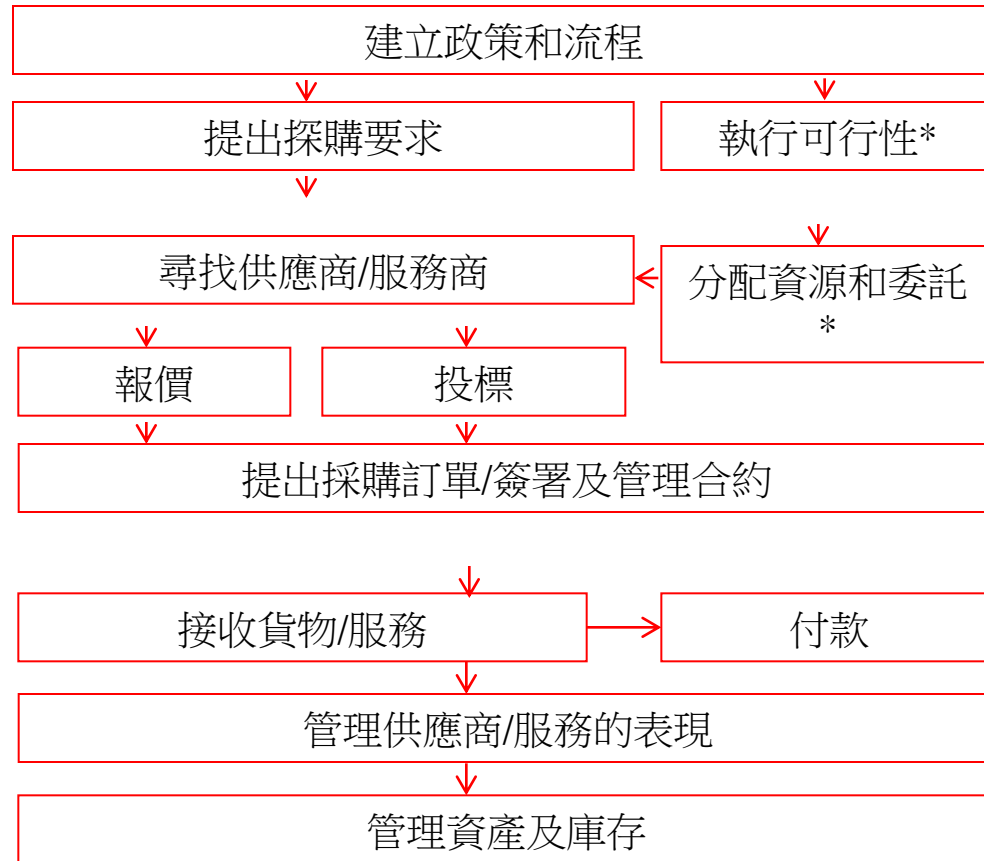 建立政策和流程
提出探購要求
執行可行性*
尋找供應商/服務商
分配資源和委託
*
報價
投標
提出採購訂單/簽署及管理合約
接收貨物/服務
付款
管理供應商/服務的表現
管理資產及庫存